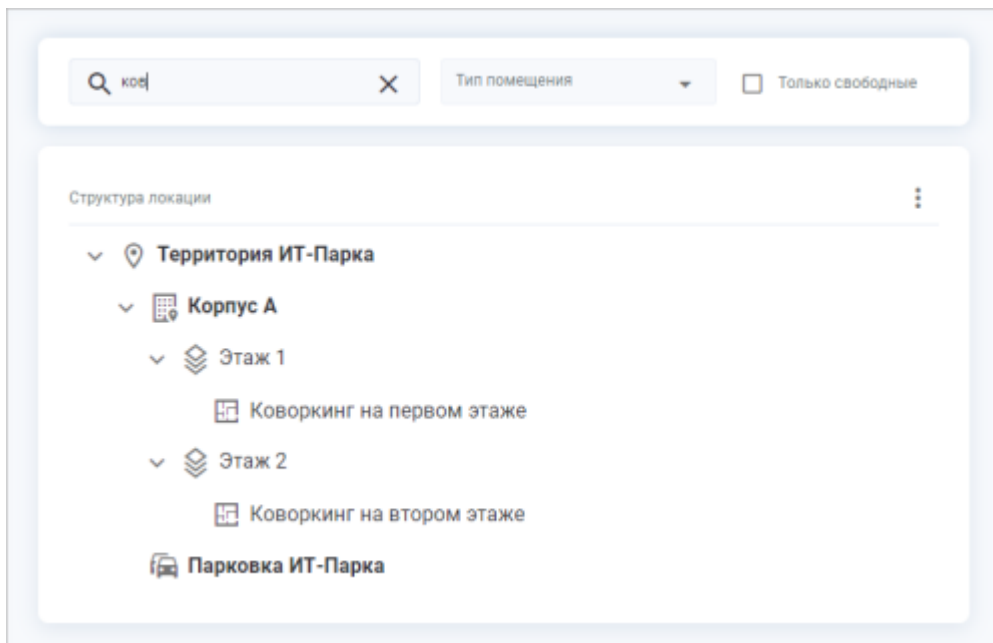 ков
Тип помещения
Только свободные
Структура локации
Территория ИТ-Парка
Корпус А
Этаж 1
Коворкинг на первом этаже
Этаж 2
Коворкинг на втором этаже
Парковка ИТ-Парка